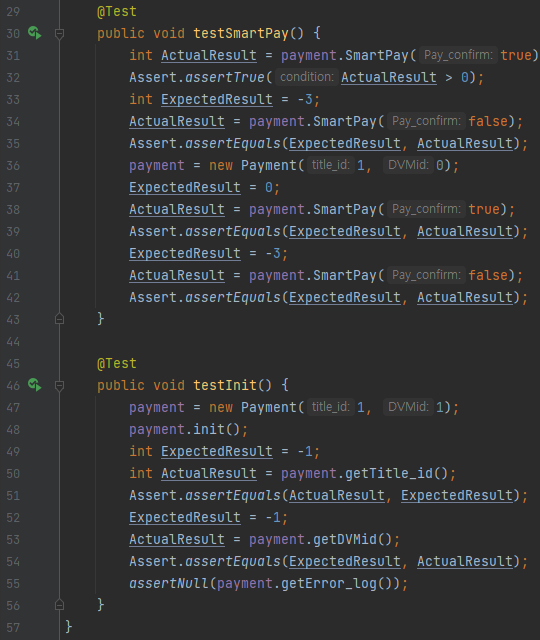 29 @Test
30 public void testSmartPay() {
31 int ActualResult = payment.SmartPay( Pay_confirm: true)
32 Assert.assertTrue( condition: ActualResult > 0);
33 int ExpectedResult = -3;
34 ActualResult = payment.SmartPay( Pay_confirm: false);
35 Assert.assertEquals(ExpectedResult, ActualResult);
36 payment = new Payment( title_id: 1, DVMid: 0);
37 ExpectedResult = 0;
38 ActualResult = payment.SmartPay( Pay_confirm: true);
39 Assert.assertEquals(ExpectedResult, ActualResult);
40 ExpectedResult = -3;
41 ActualResult = payment.SmartPay( Pay_confirm: false);
42 Assert.assertEquals(ExpectedResult, ActualResult);
43 }
44
45 @Test
46 public void testInit() {
47 payment = new Payment( title_id: 1, DVMid: 1);
48 payment.init();
49 int ExpectedResult = -1;
50 int ActualResult = payment.getTitle_id();
51 Assert.assertEquals(ActualResult, ExpectedResult);
52 ExpectedResult = -1;
53 ActualResult = payment.getDVMid();
54 Assert.assertEquals(ExpectedResult, ActualResult);
55 assertNull(payment.getError_log());
56 }
57 }